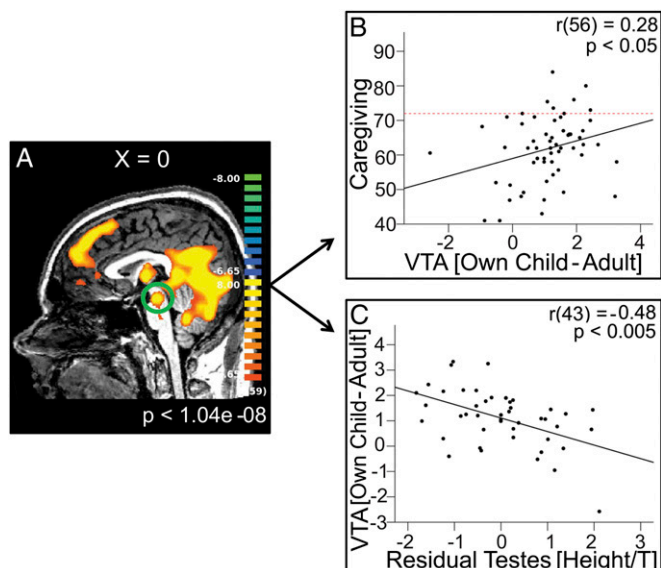 A
X = 0
-8.00
-6.65
8.00
p < 1.04e -08
B
r(56) = 0.28
p < 0.05
Caregiving
90
80
70
60
50
40
-2
0
2
4
VTA [Own Child-Adult]
C
r(43) =-0.48
p < 0.005
VTA[Own Child-Adult]
4
3
2
1
0
-1
-2
-3
-2
-1
0
1
2
3
Residual Testes [Height/T]